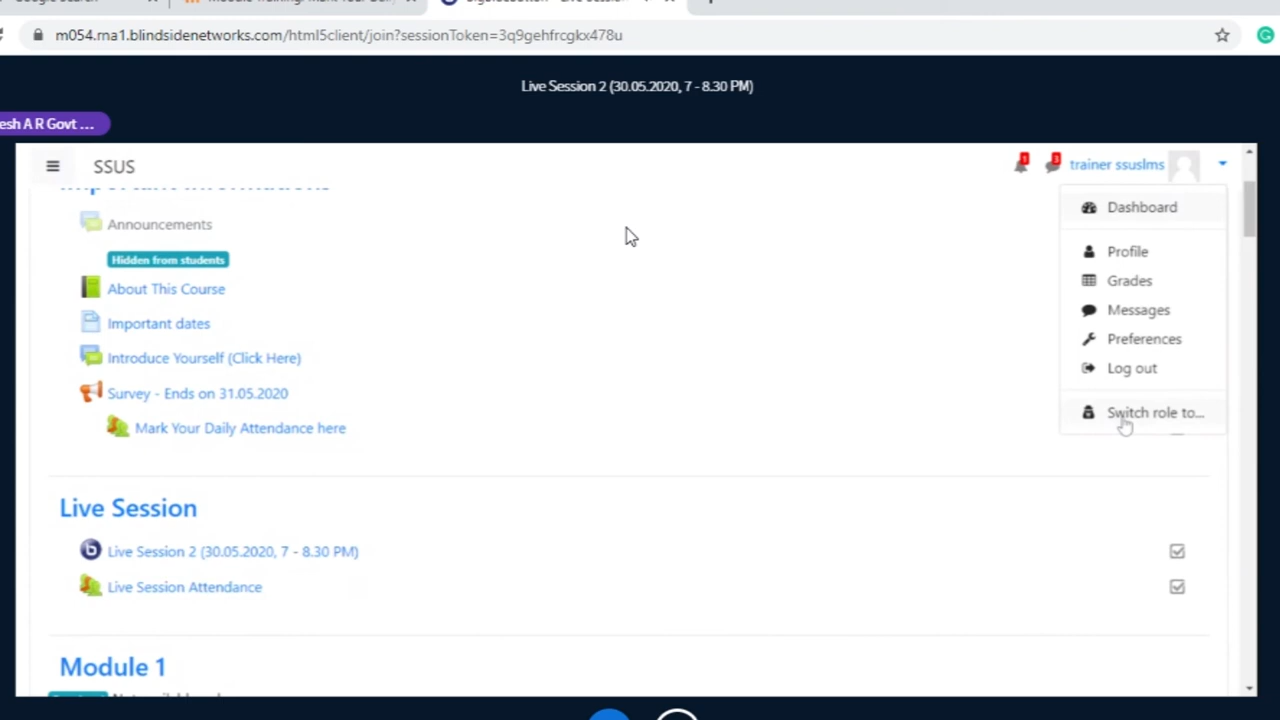 m054.rna1.blindsidenetworks.com/html5client/join?sessionToken=3q9gehfrcgkx478u
Live Session 2 (30.05.2020, 7 - 8.30 PM)
esh A R Govt ...
SSUS
trainer ssuslms
Important Informations
Announcements
Hidden from students
About This Course
Important dates
Introduce Yourself (Click Here)
Survey - Ends on 31.05.2020
Mark Your Daily Attendance here
Dashboard
Profile
Grades
Messages
Preferences
Log out
Switch role to...
Live Session
Live Session 2 (30.05.2020, 7 - 8.30 PM)
Live Session Attendance
Module 1